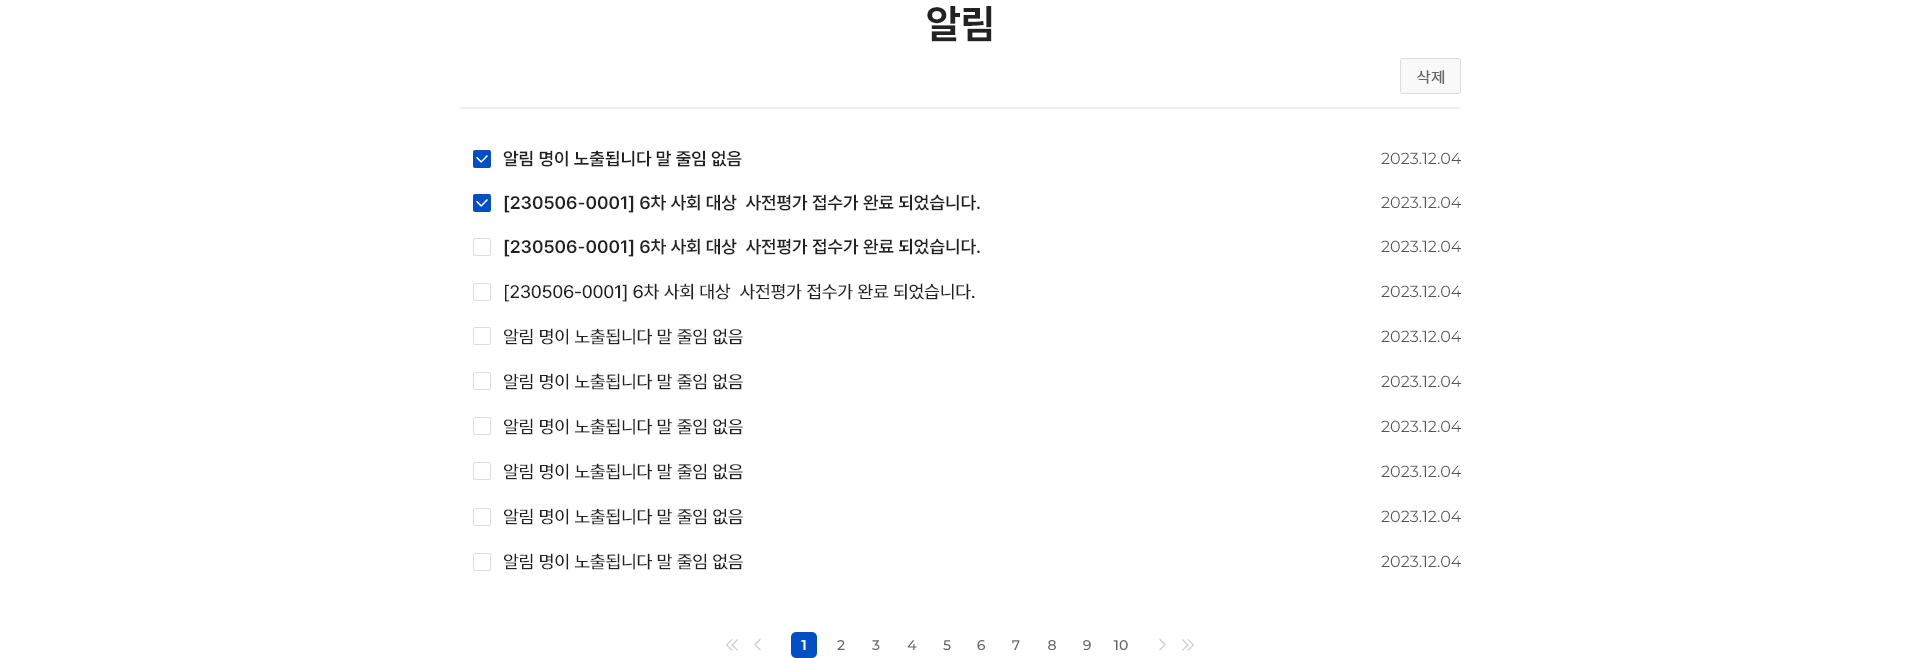 알림
삭제
알림 명이 노출됩니다 말 줄임 없음 2023.12.04
[230506-0001] 6차 사회 대상  사전평가 접수가 완료 되었습니다. 2023.12.04
[230506-0001] 6차 사회 대상  사전평가 접수가 완료 되었습니다. 2023.12.04
[230506-0001] 6차 사회 대상  사전평가 접수가 완료 되었습니다. 2023.12.04
알림 명이 노출됩니다 말 줄임 없음 2023.12.04
알림 명이 노출됩니다 말 줄임 없음 2023.12.04
알림 명이 노출됩니다 말 줄임 없음 2023.12.04
알림 명이 노출됩니다 말 줄임 없음 2023.12.04
알림 명이 노출됩니다 말 줄임 없음 2023.12.04
알림 명이 노출됩니다 말 줄임 없음 2023.12.04
1 2 3 4 5 6 7 8 9 10